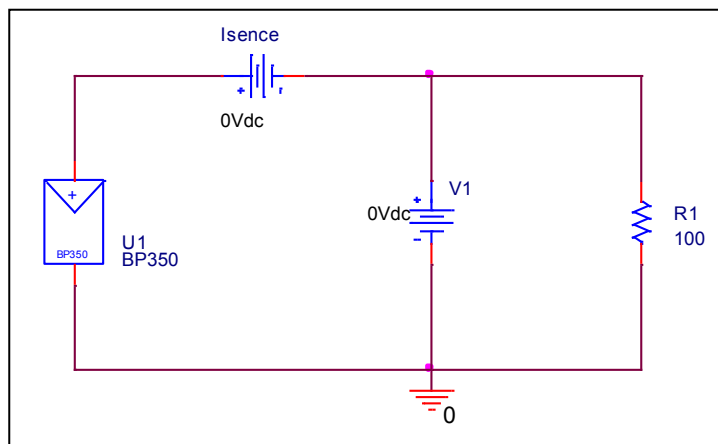 Isence
+
0Vdc
+
BP350
U1
BP350
+
V1
0Vdc
-
R1
100
0